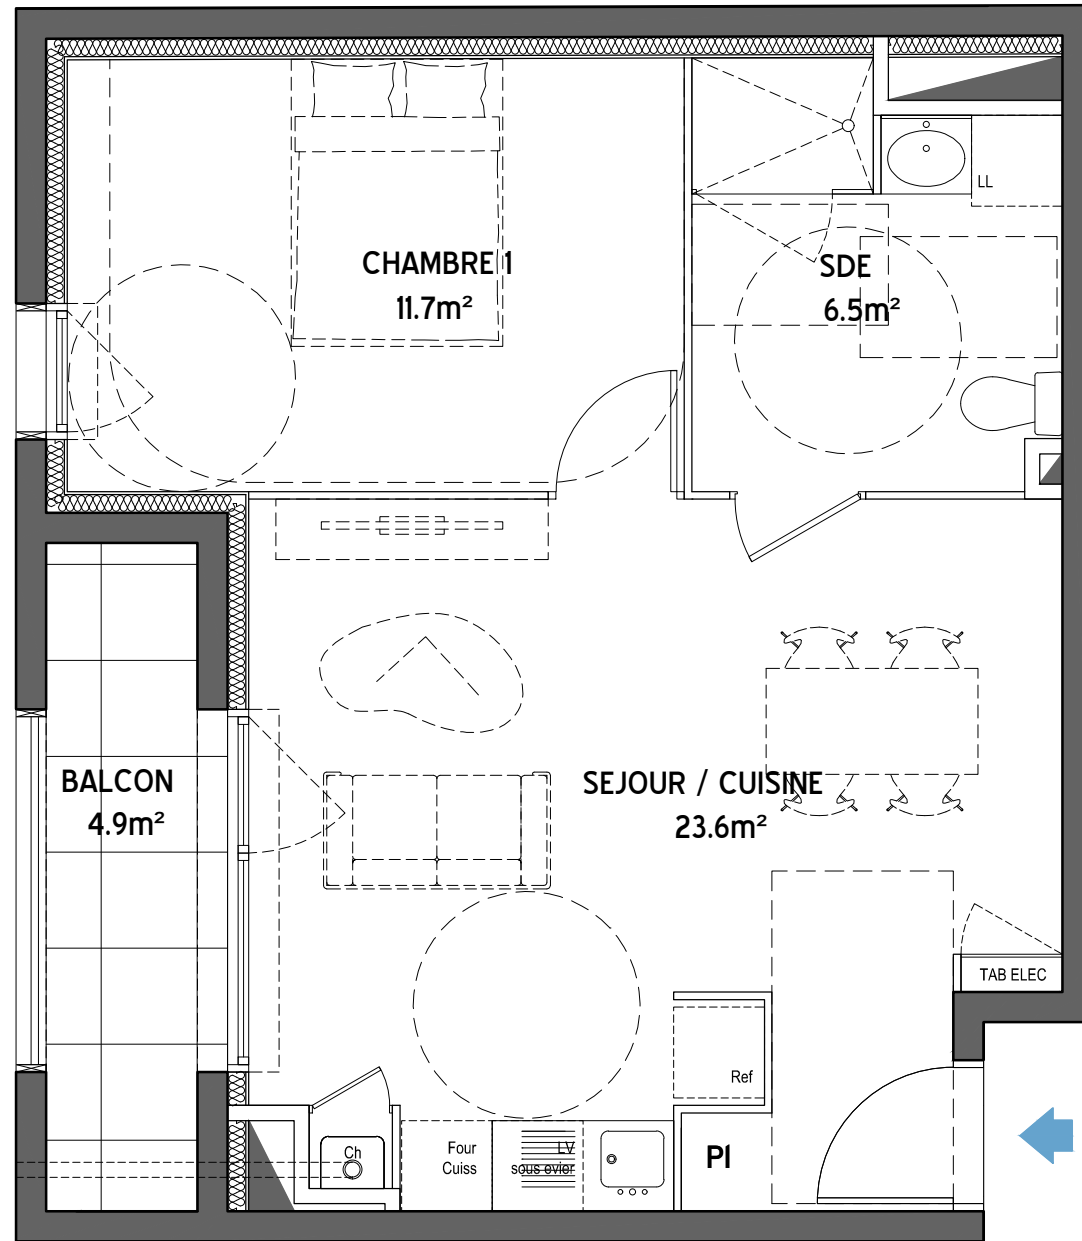 CHAMBRE 1
11.7m²
SDE
6.5m²
LL
BALCON
4.9m²
SEJOUR / CUISINE
23.6m²
TAB ELEC
Ref
Ch
Four
Cuiss
LV
sous evier
Pl